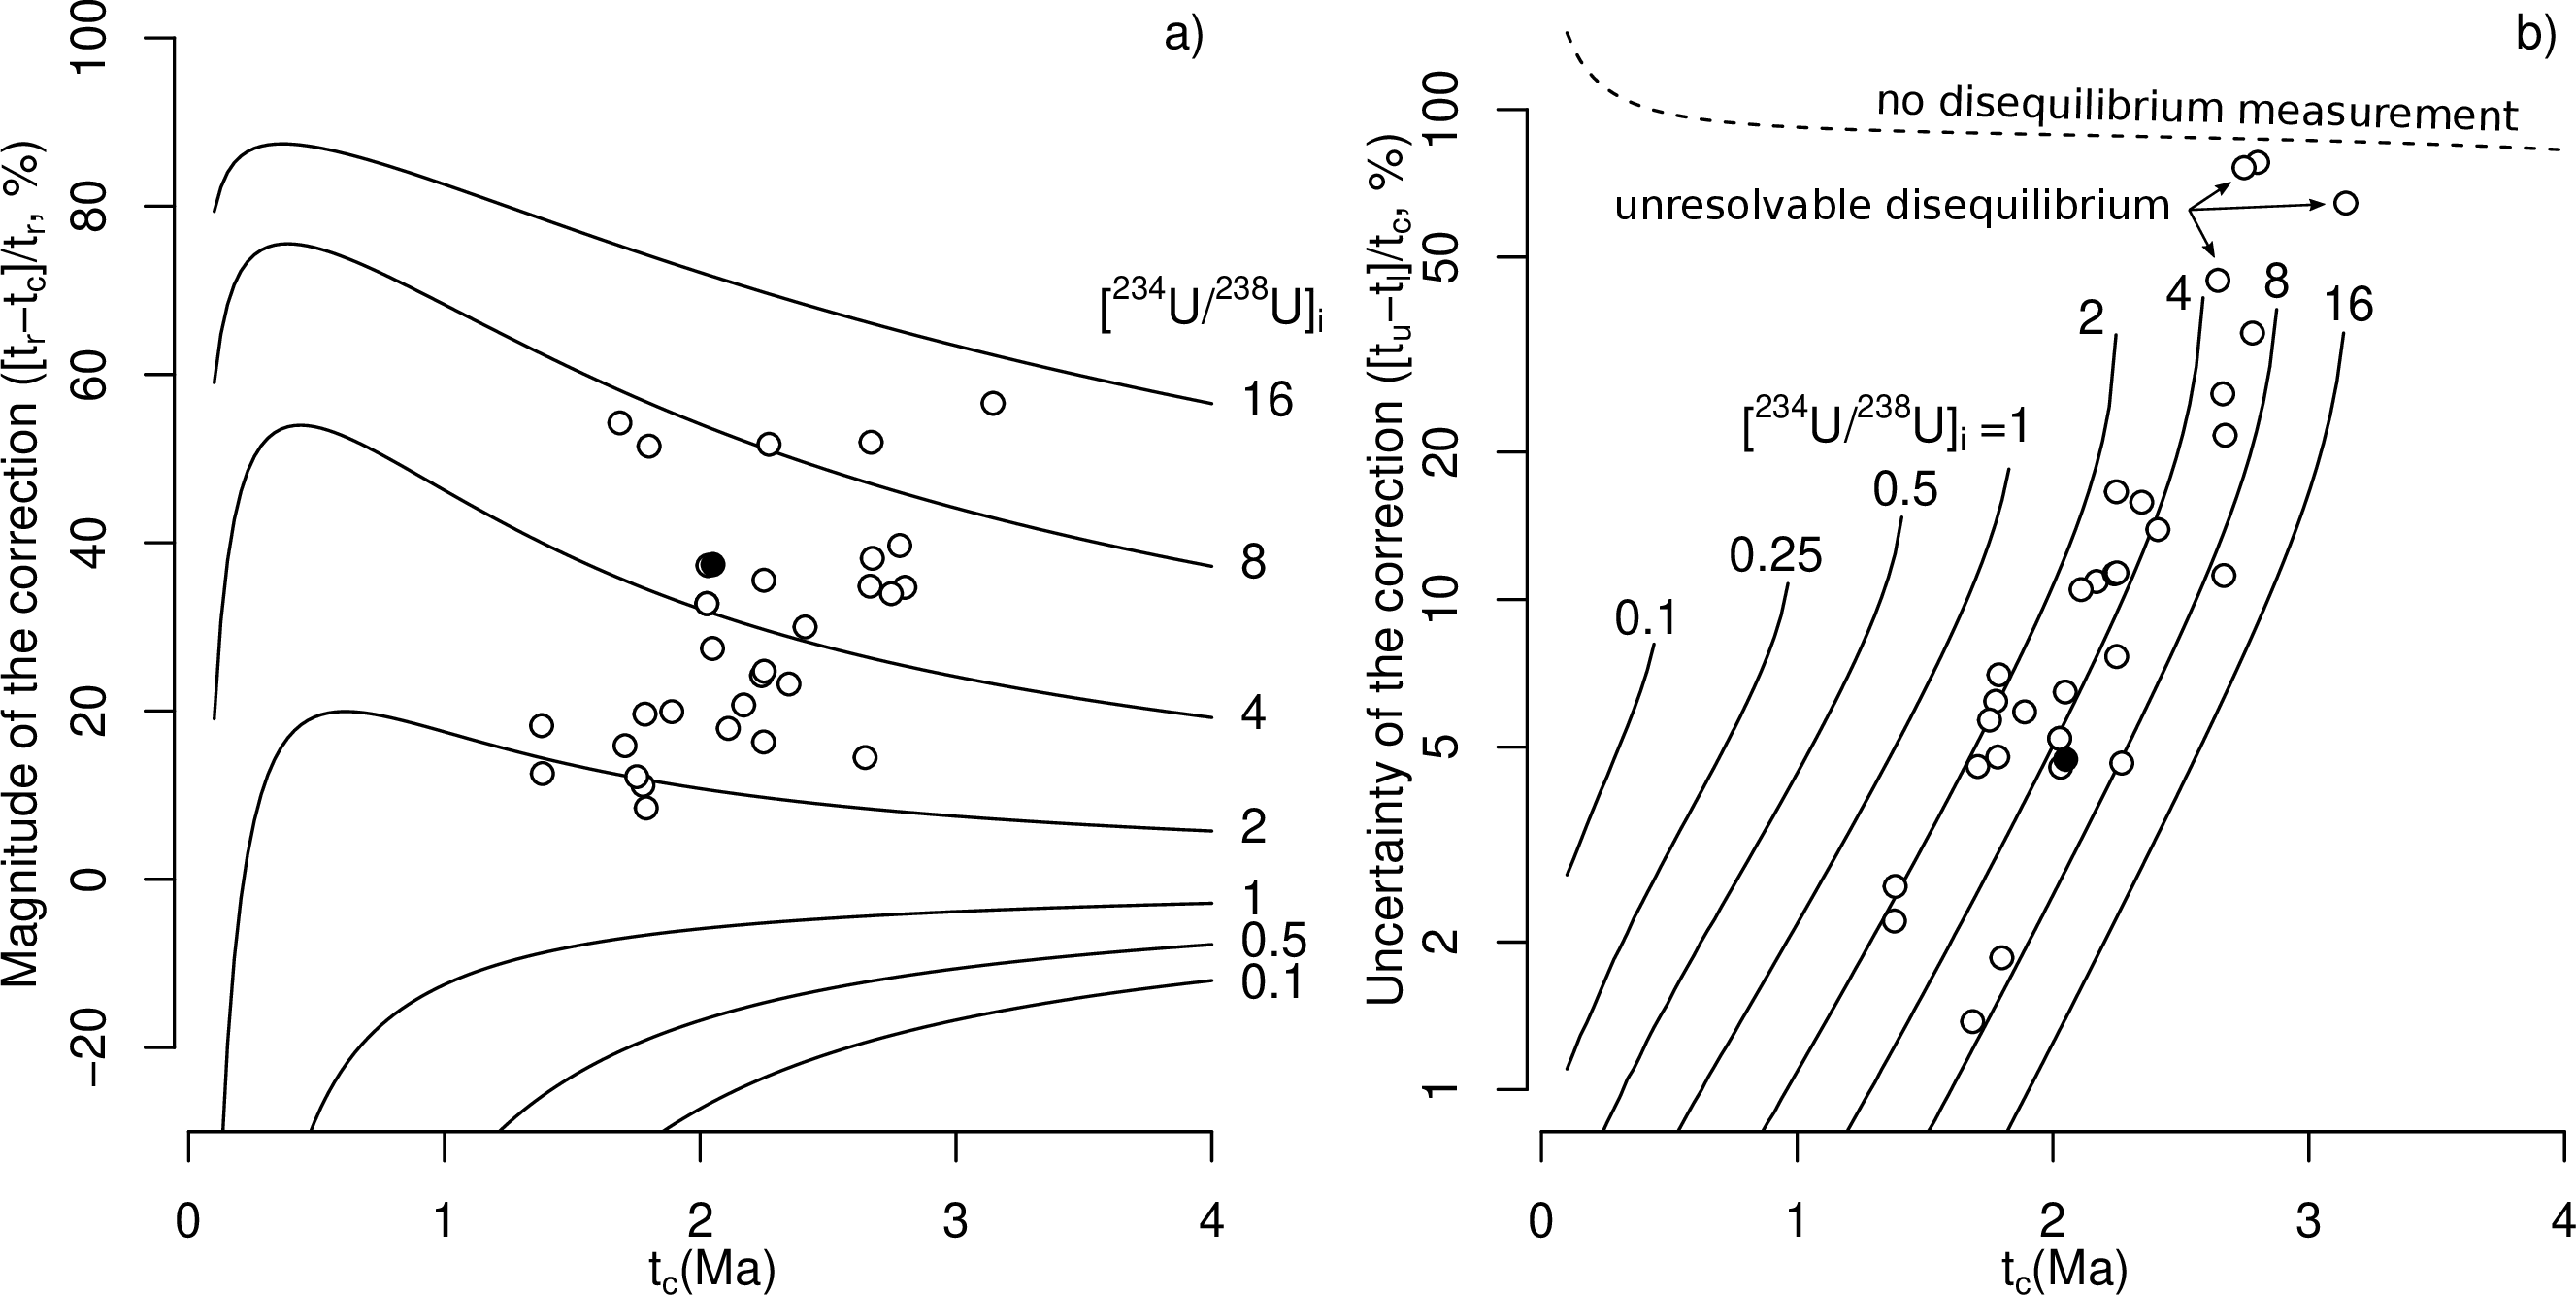 a)
Magnitude of the correction ([tr−tc]/tr, %)
100
80
60
40
20
0
−20
[234U/238U]i
16
8
4
2
1
0.5
0.1
0 1 2 3 4
tc(Ma)
b)
Uncertainty of the correction ([tu−tl]/tc, %)
100
50
20
10
5
2
1
no disequilibrium measurement
unresolvable disequilibrium
2 4 8 16
[234U/238U]i =1
0.5
0.25
0.1
0 1 2 3 4
tc(Ma)